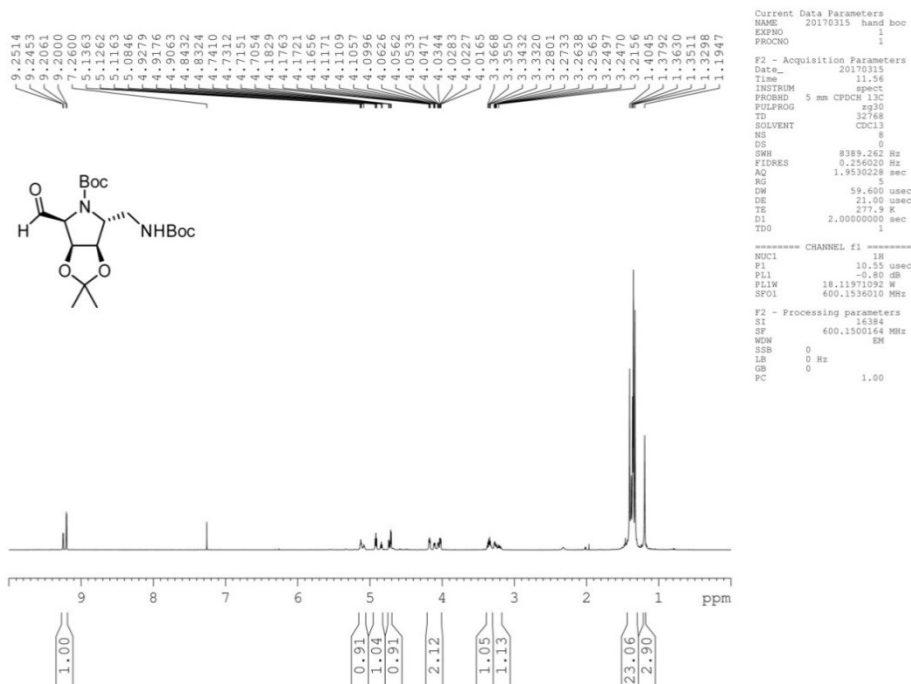 9.2514
9.2453
9.2061
9.2000
7.2600
5.1363
5.1262
5.1163
5.0846
4.9279
4.9176
4.9063
4.8432
4.8324
4.7410
4.7312
4.7151
4.7054
4.1829
4.1763
4.1721
4.1656
4.1171
4.1109
4.1057
4.0996
4.0626
4.0562
4.0533
4.0471
4.0344
4.0283
4.0227
4.0165
3.3668
3.3550
3.3432
3.3320
3.2801
3.2733
3.2638
3.2565
3.2497
3.2470
3.2156
1.4045
1.3792
1.3630
1.3511
1.3298
1.1947
Current Data Parameters
NAME 20170315 hand boc
EXPNO 1
PROCNO 1
F2 - Acquisition Parameters
Date_ 20170315
Time 11.56
INSTRUM spect
PROBHD 5 mm CPDCH 13C
PULPROG zg30
TD 32768
SOLVENT CDCl3
NS 8
DS 0
SWH 8389.262 Hz
FIDRES 0.256020 Hz
AQ 1.9530228 sec
RG 5
DW 59.600 usec
DE 21.00 usec
TE 277.9 K
D1 2.00000000 sec
TD0 1
======== CHANNEL f1 ========
NUC1 1H
P1 10.55 usec
PL1 -0.80 dB
PL1W 18.11971092 W
SFO1 600.1536010 MHz
F2 - Processing parameters
SI 16384
SF 600.1500164 MHz
WDW EM
SSB 0
LB 0 Hz
GB 0
PC 1.00
O Boc
H N NHBoc
O O
9 8 7 6 5 4 3 2 1 ppm
1.00
0.91
1.04
0.91
2.12
1.05
1.13
23.06
2.90